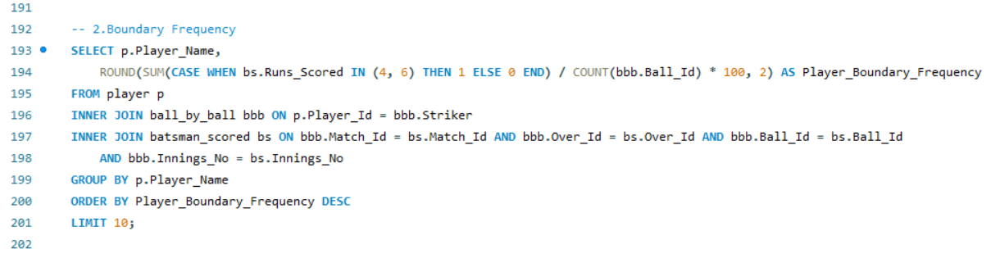 191
192 -- 2.Boundary Frequency
193 SELECT p.Player_Name,
194 ROUND(SUM(CASE WHEN bs.Runs_Scored IN (4, 6) THEN 1 ELSE 0 END) / COUNT(bbb.Ball_Id) * 100, 2) AS Player_Boundary_Frequency
195 FROM player p
196 INNER JOIN ball_by_ball bbb ON p.Player_Id = bbb.Striker
197 INNER JOIN batsman_scored bs ON bbb.Match_Id = bs.Match_Id AND bbb.Over_Id = bs.Over_Id AND bbb.Ball_Id = bs.Ball_Id
198 AND bbb.Innings_No = bs.Innings_No
199 GROUP BY p.Player_Name
200 ORDER BY Player_Boundary_Frequency DESC
201 LIMIT 10;
202